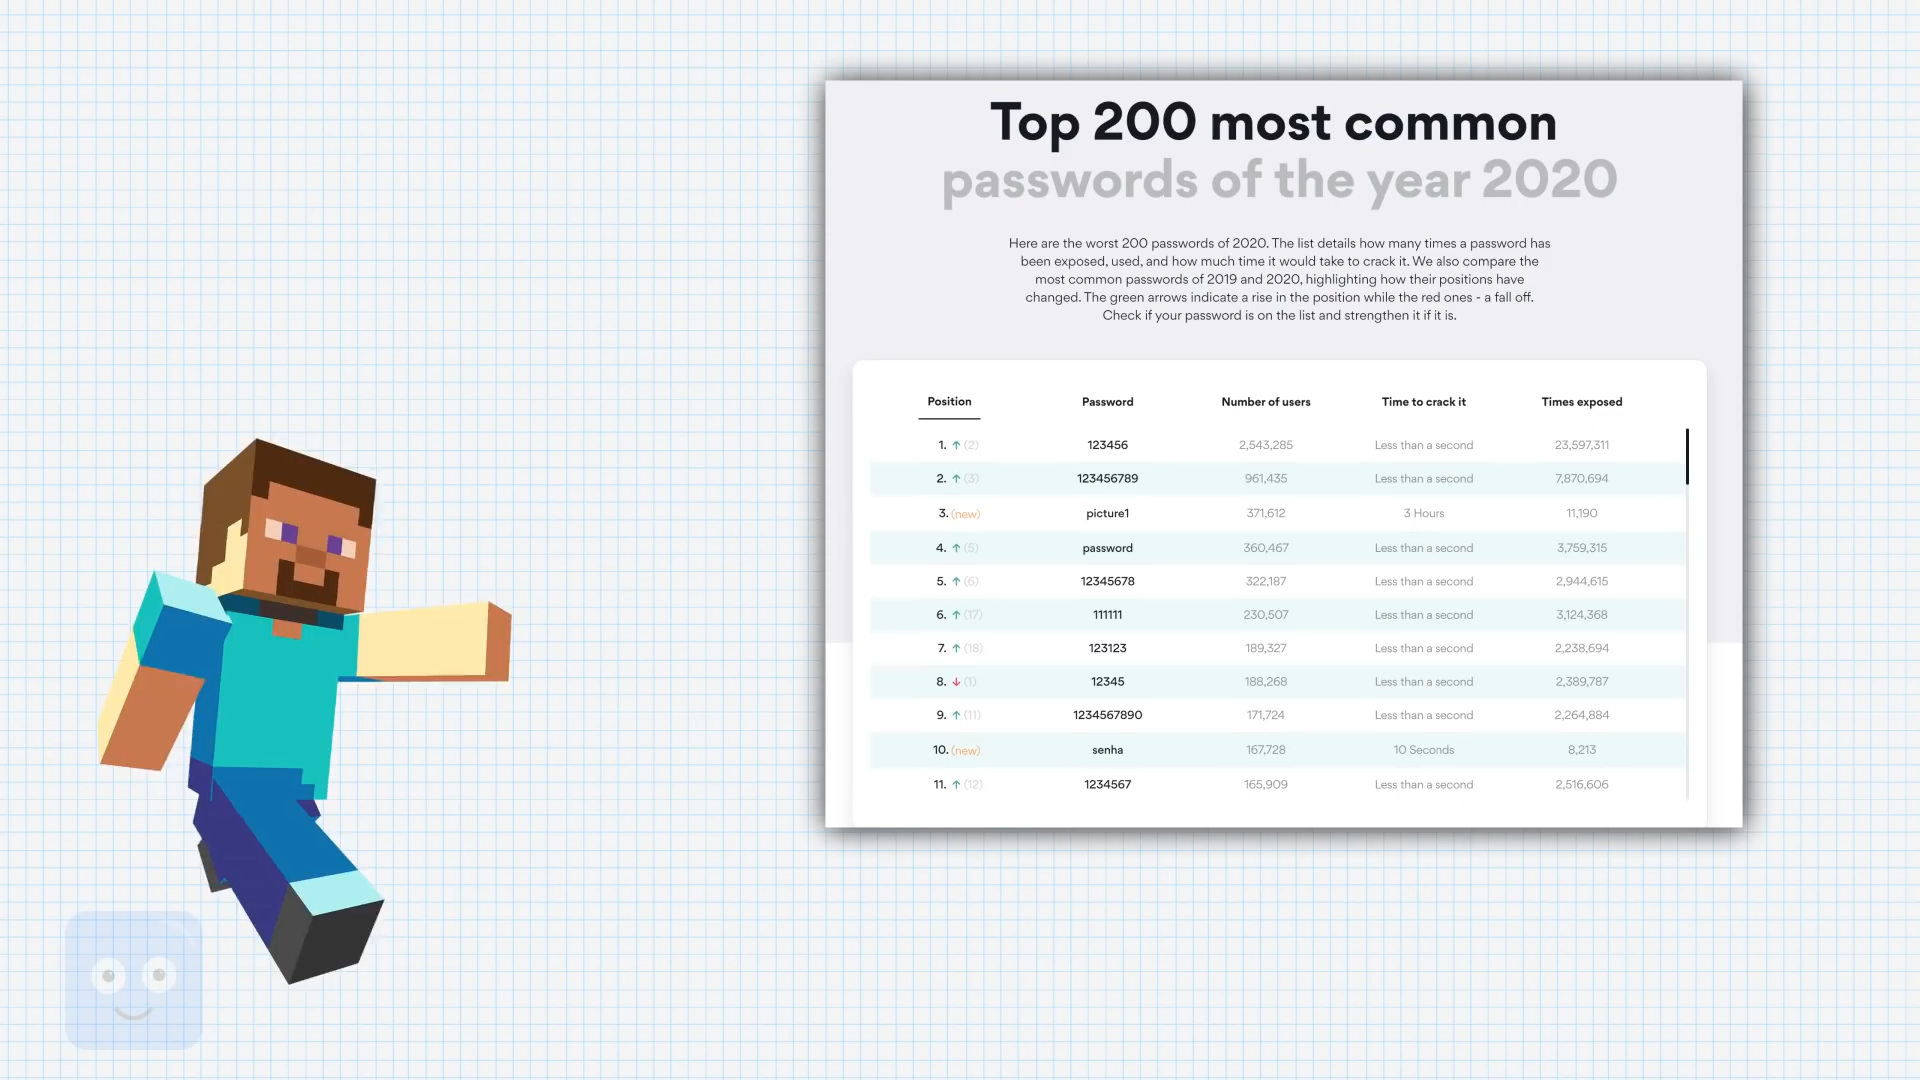 Top 200 most common
passwords of the year 2020
Here are the worst 200 passwords of 2020. The list details how many times a password has
been exposed, used, and how much time it would take to crack it. We also compare the
most common passwords of 2019 and 2020, highlighting how their positions have
changed. The green arrows indicate a rise in the position while the red ones - a fall off.
Check if your password is on the list and strengthen it if it is.
Position Password Number of users Time to crack it Times exposed
1. ↑ (2) 123456 2,543,285 Less than a second 23,597,311
2. ↑ (3) 123456789 961,435 Less than a second 7,870,694
3. (new) picture1 371,612 3 Hours 11,190
4. ↑ (5) password 360,467 Less than a second 3,759,315
5. ↑ (6) 12345678 322,187 Less than a second 2,944,615
6. ↑ (17) 111111 230,507 Less than a second 3,124,368
7. ↑ (18) 123123 189,327 Less than a second 2,238,694
8. ↓ (1) 12345 188,268 Less than a second 2,389,787
9. ↑ (11) 1234567890 171,724 Less than a second 2,264,884
10. (new) senha 167,728 10 Seconds 8,213
11. ↑ (12) 1234567 165,909 Less than a second 2,516,606